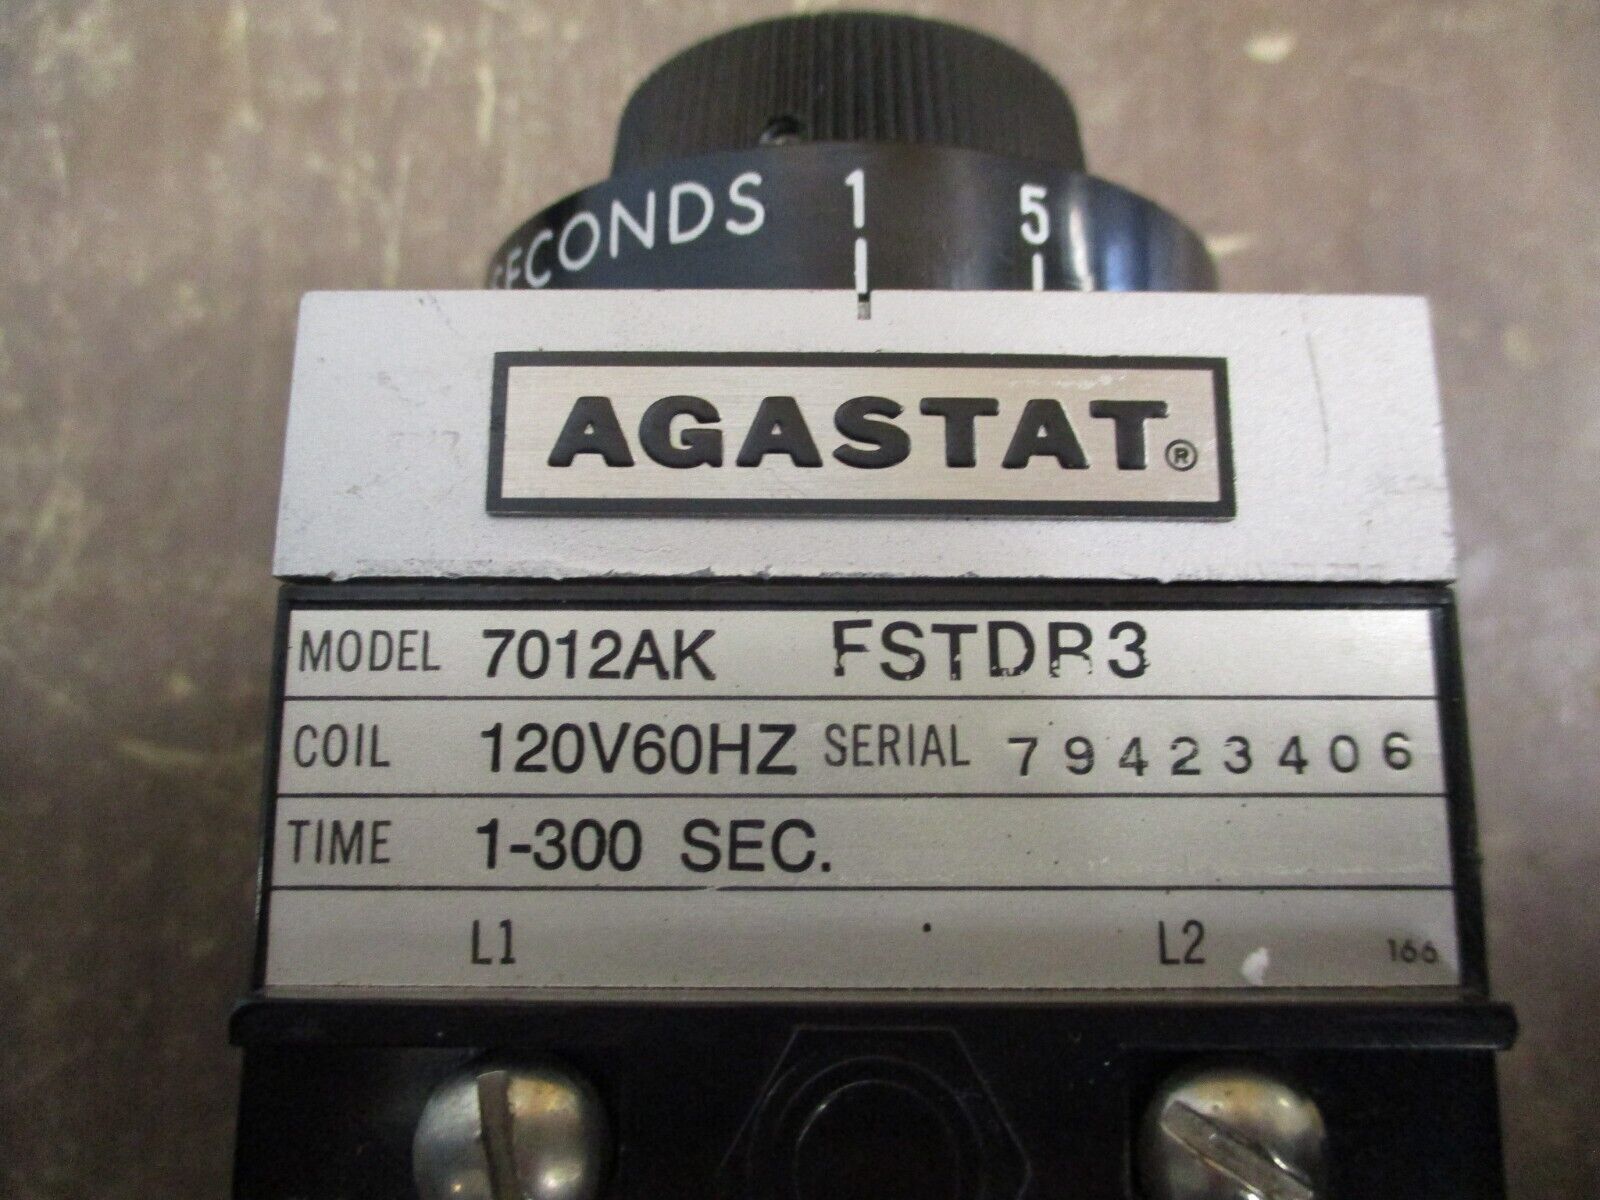 SECONDS 1 5
AGASTAT®
MODEL 7012AK FSTDR3
COIL 120V60HZ SERIAL 79423406
TIME 1-300 SEC.
L1 L2 166